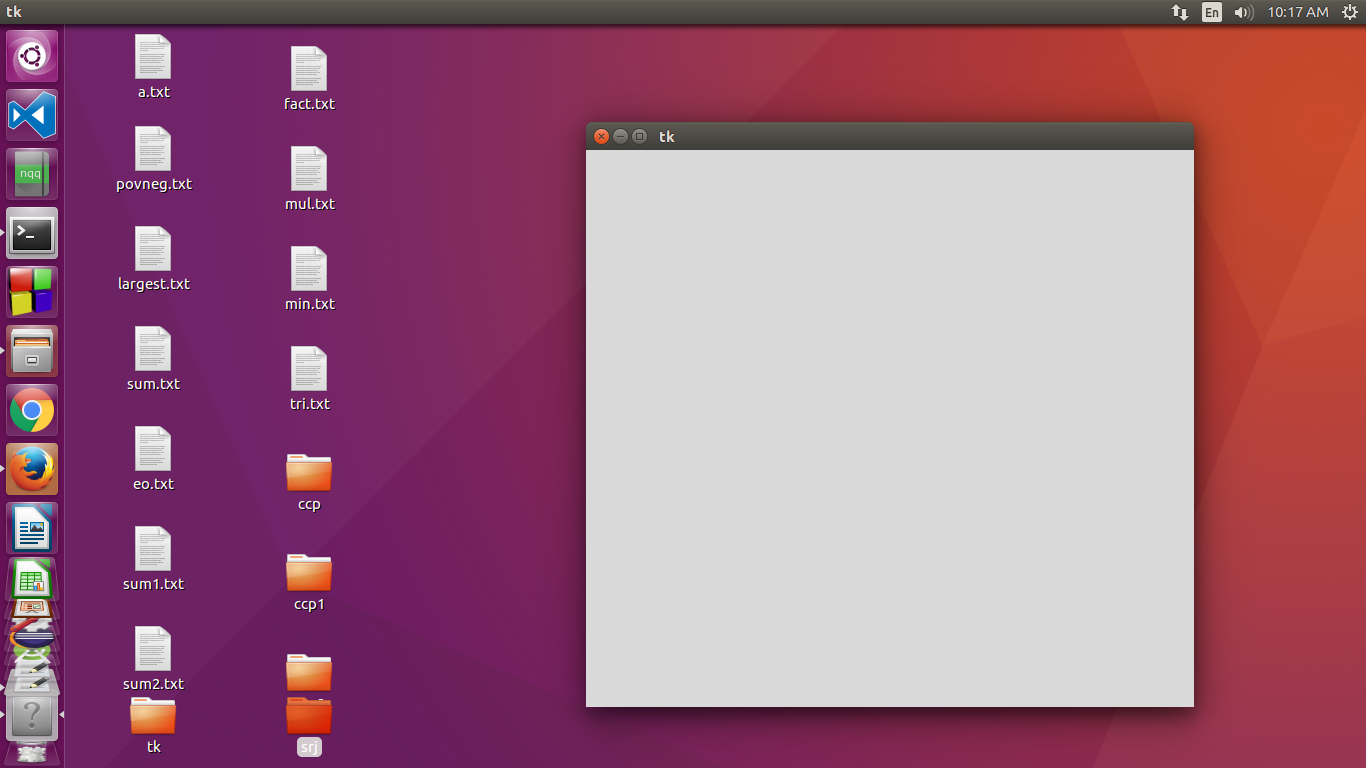 tk
En
10:17 AM
a.txt
fact.txt
povneg.txt
nqq
mul.txt
>_
largest.txt
min.txt
sum.txt
tri.txt
eo.txt
ccp
sum1.txt
ccp1
sum2.txt
tk
srj
?
tk